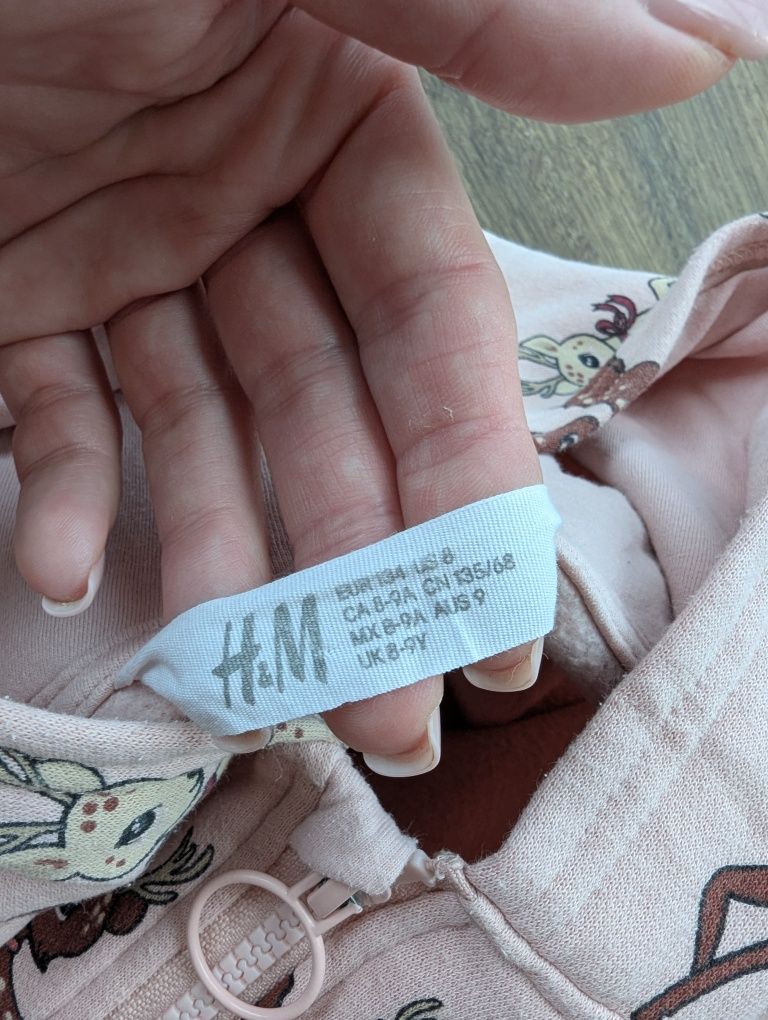 H&M
EUR 134 US 8
CA 8-9A CN 135/68
MX 8-9A AUS 9
UK 8-9Y